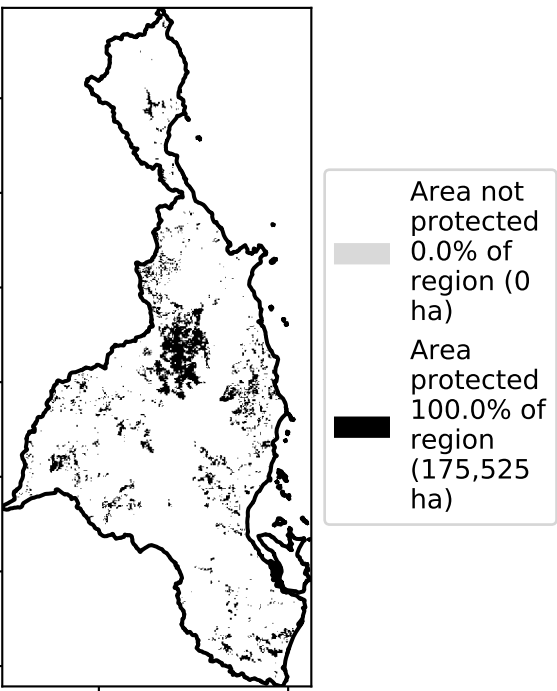 Area not
protected
0.0% of
region (0
ha)
Area
protected
100.0% of
region
(175,525
ha)